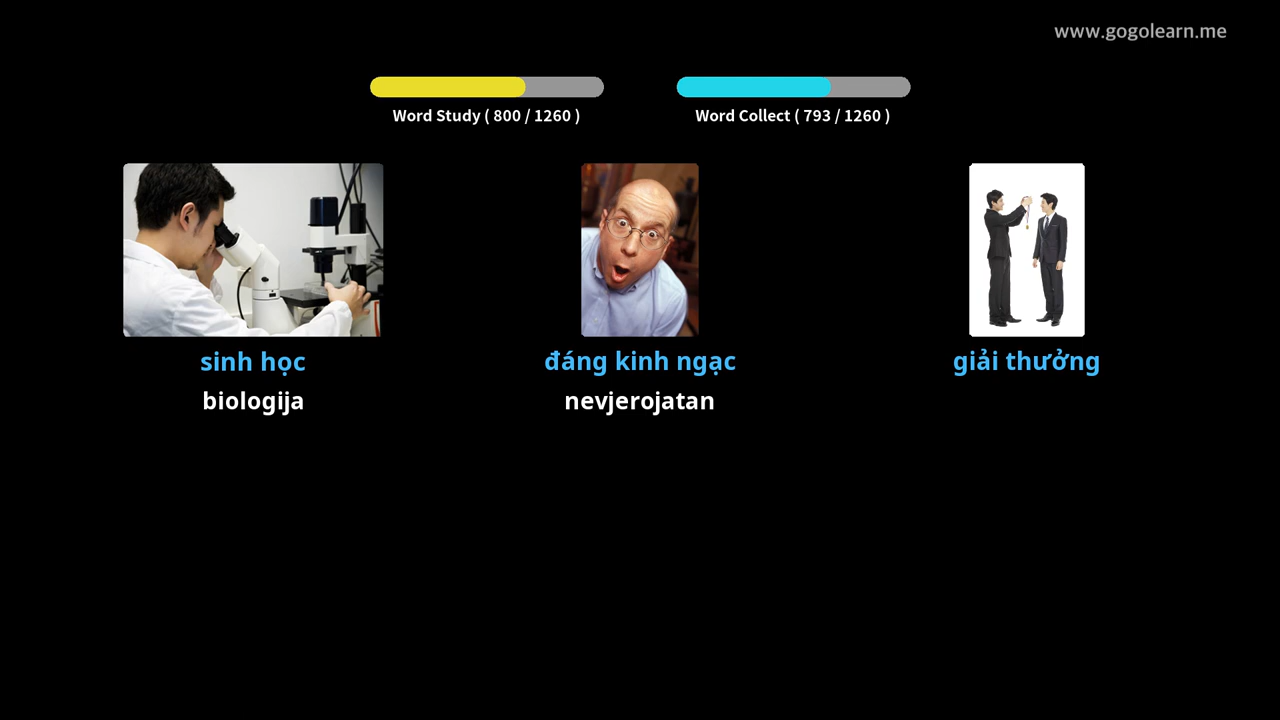 www.gogolearn.me
Word Study ( 800 / 1260 )
Word Collect ( 793 / 1260 )
sinh học
biologija
đáng kinh ngạc
nevjerojatan
giải thưởng